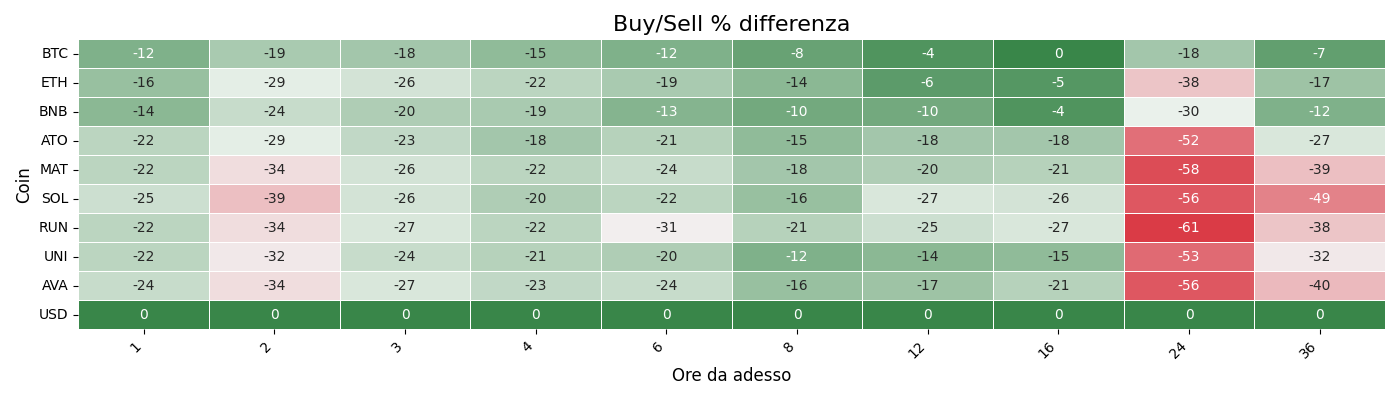 Buy/Sell % differenza
BTC -12 -19 -18 -15 -12 -8 -4 0 -18 -7
ETH -16 -29 -26 -22 -19 -14 -6 -5 -38 -17
BNB -14 -24 -20 -19 -13 -10 -10 -4 -30 -12
ATO -22 -29 -23 -18 -21 -15 -18 -18 -52 -27
MAT -22 -34 -26 -22 -24 -18 -20 -21 -58 -39
SOL -25 -39 -26 -20 -22 -16 -27 -26 -56 -49
RUN -22 -34 -27 -22 -31 -21 -25 -27 -61 -38
UNI -22 -32 -24 -21 -20 -12 -14 -15 -53 -32
AVA -24 -34 -27 -23 -24 -16 -17 -21 -56 -40
USD 0 0 0 0 0 0 0 0 0 0
Coin
1 2 3 4 6 8 12 16 24 36
Ore da adesso